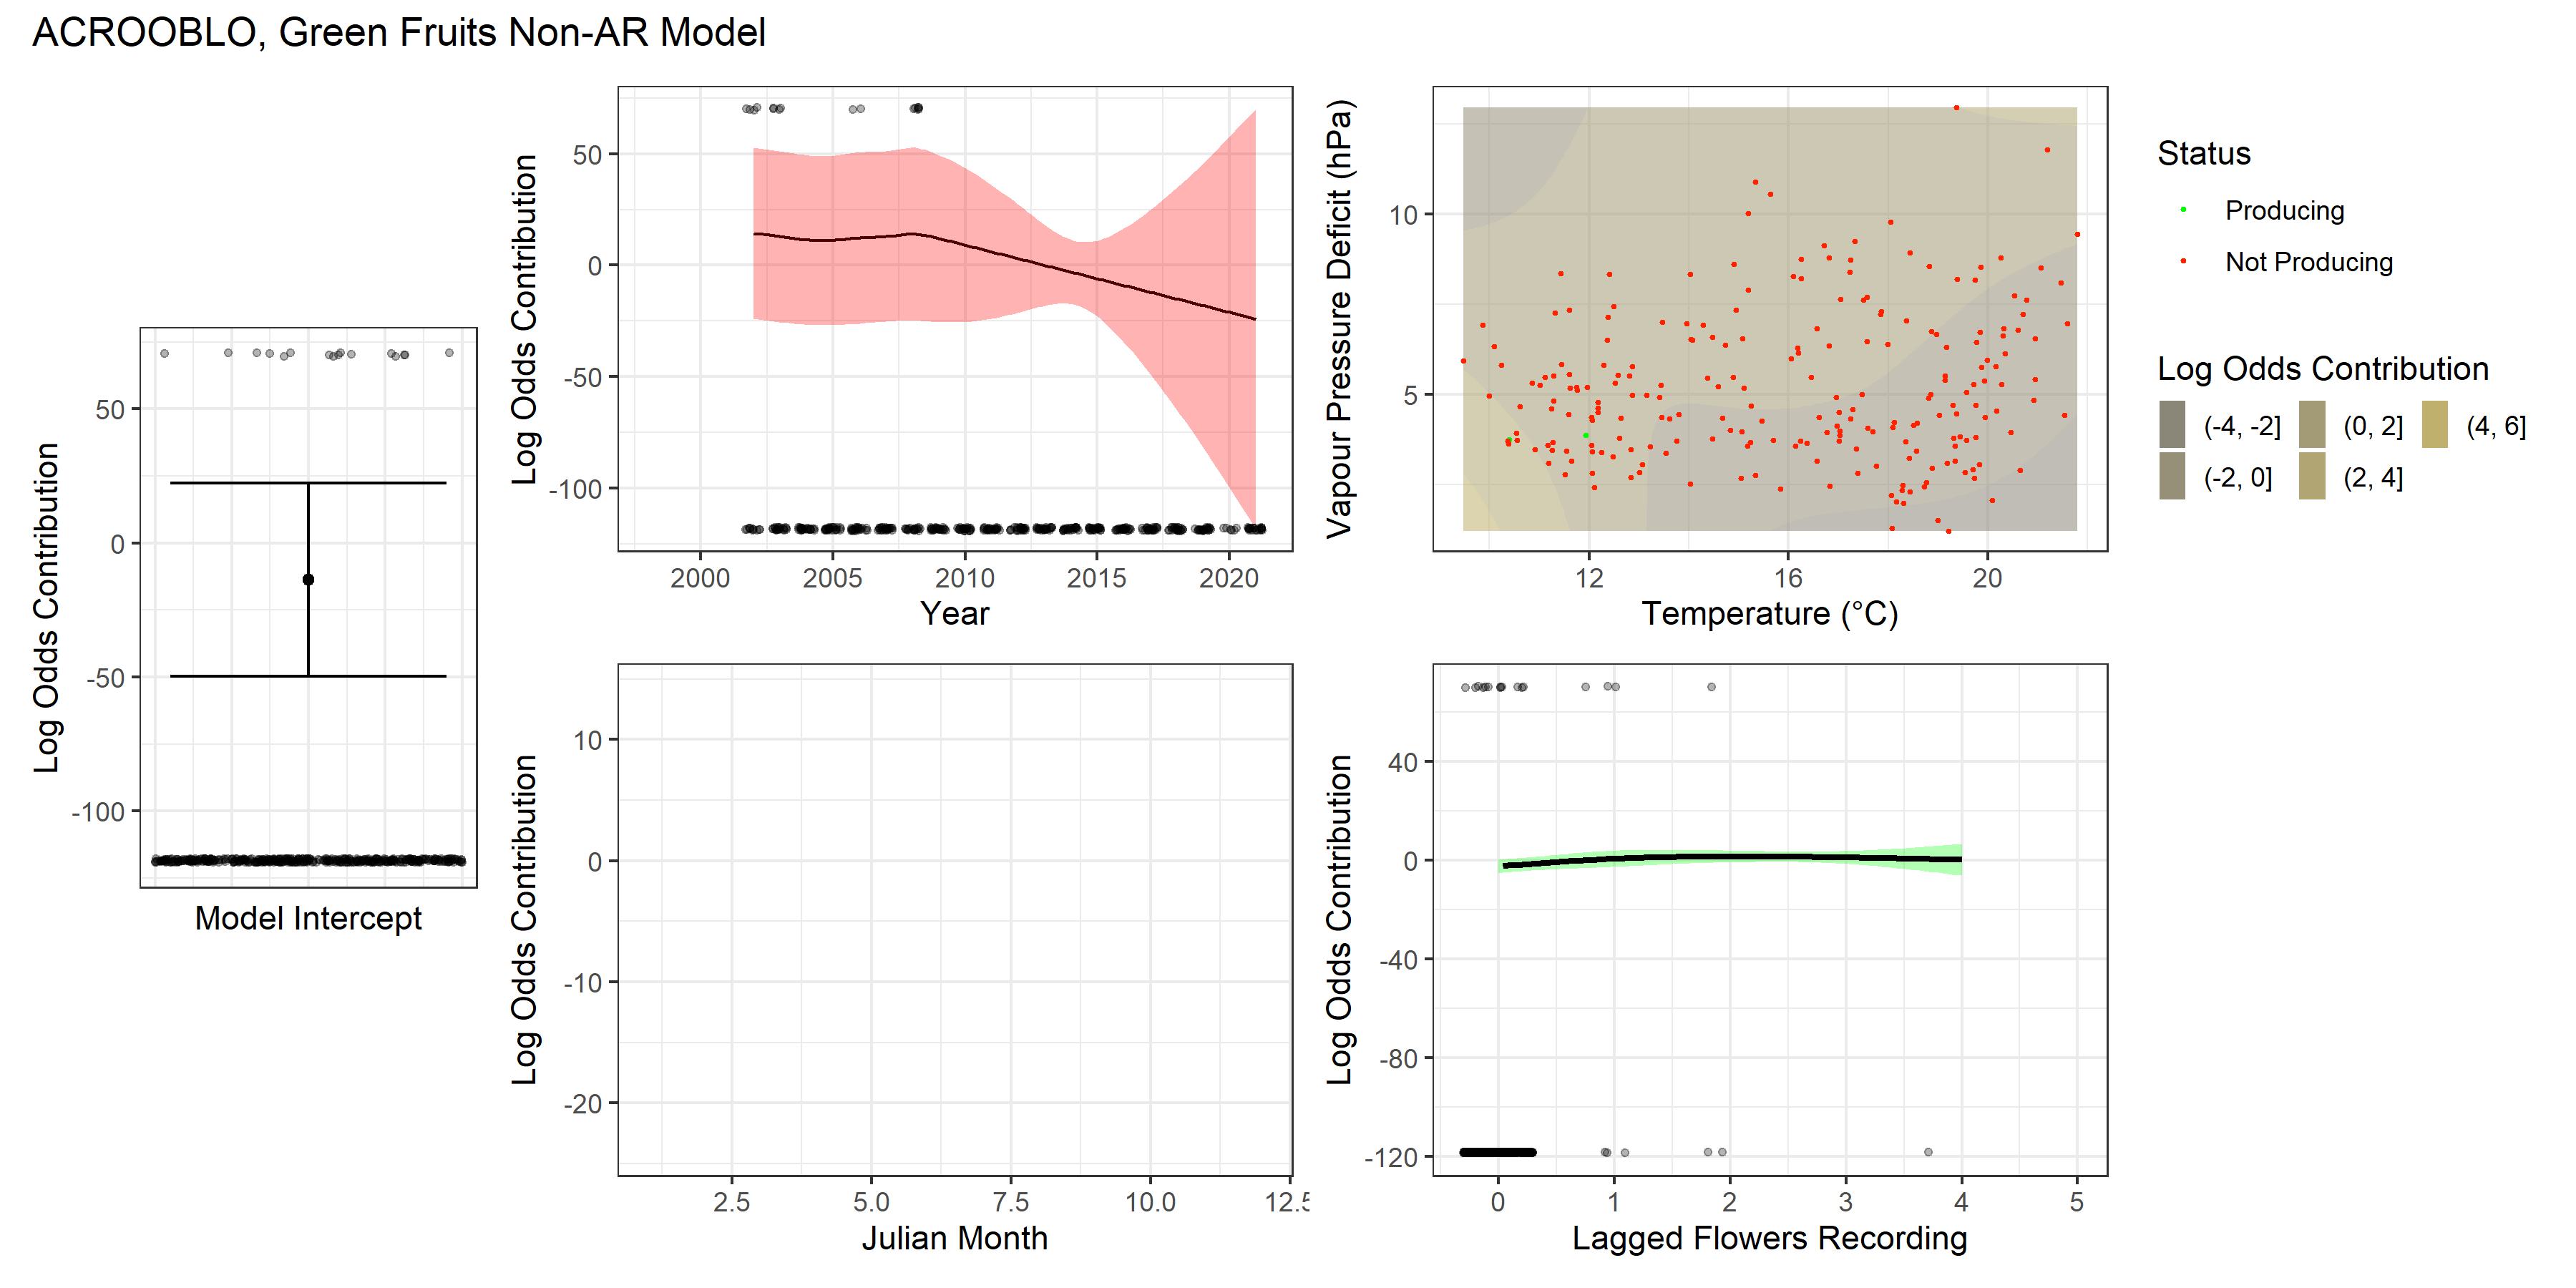 ACROOBLO, Green Fruits Non-AR Model
Log Odds Contribution
50
0
-50
-100
Model Intercept
Log Odds Contribution
50
0
-50
-100
2000 2005 2010 2015 2020
Year
Vapour Pressure Deficit (hPa)
10
5
12 16 20
Temperature (°C)
Status
Producing
Not Producing
Log Odds Contribution
(-4, -2] (0, 2] (4, 6]
(-2, 0] (2, 4]
Log Odds Contribution
10
0
-10
-20
2.5 5.0 7.5 10.0 12.5
Julian Month
Log Odds Contribution
40
0
-40
-80
-120
0 1 2 3 4 5
Lagged Flowers Recording